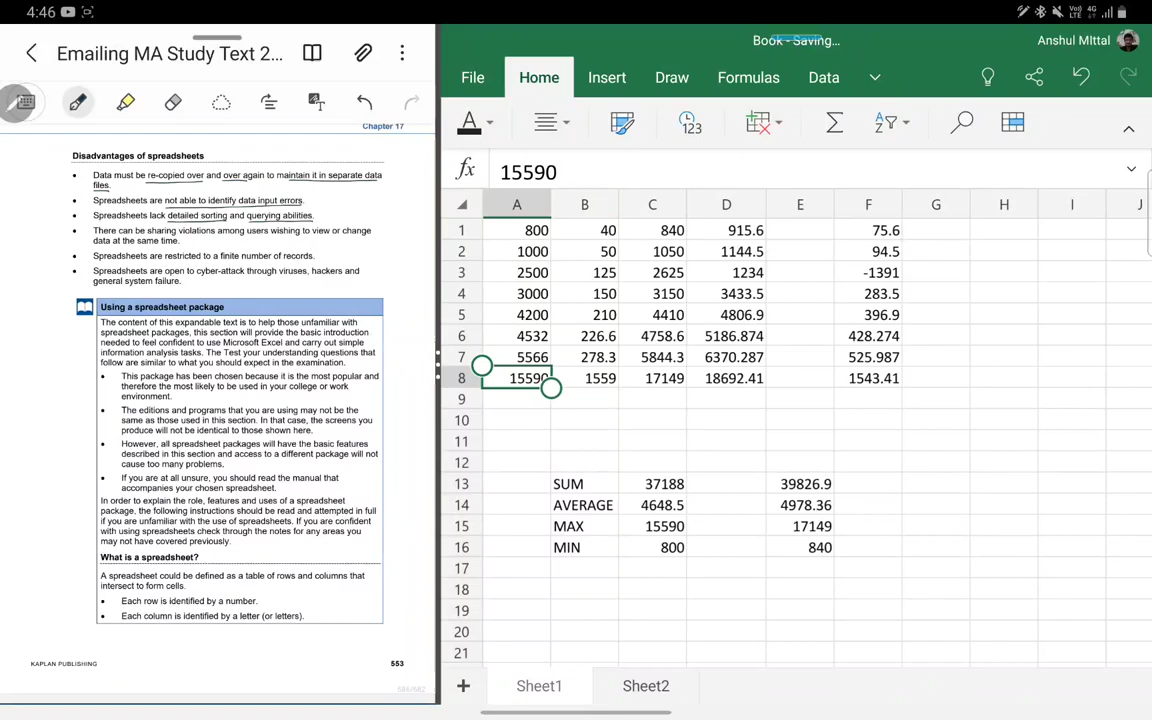 4:46
Vo) LTE 4G
Emailing MA Study Text 2...
Chapter 17
Disadvantages of spreadsheets
• Data must be re-copied over and over again to maintain it in separate data
files.
• Spreadsheets are not able to identify data input errors.
• Spreadsheets lack detailed sorting and querying abilities.
• There can be sharing violations among users wishing to view or change
data at the same time.
• Spreadsheets are restricted to a finite number of records.
• Spreadsheets are open to cyber-attack through viruses, hackers and
general system failure.
Using a spreadsheet package
The content of this expandable text is to help those unfamiliar with
spreadsheet packages, this section will provide the basic introduction
needed to feel confident to use Microsoft Excel and carry out simple
information analysis tasks. The Test your understanding questions that
follow are similar to what you should expect in the examination.
• This package has been chosen because it is the most popular and
therefore the most likely to be used in your college or work
environment.
• The editions and programs that you are using may not be the
same as those used in this section. In that case, the screens you
produce will not be identical to those shown here.
• However, all spreadsheet packages will have the basic features
described in this section and access to a different package will not
cause too many problems.
• If you are at all unsure, you should read the manual that
accompanies your chosen spreadsheet.
In order to explain the role, features and uses of a spreadsheet
package, the following instructions should be read and attempted in full
if you are unfamiliar with the use of spreadsheets. If you are confident
with using spreadsheets check through the notes for any areas you
may not have covered previously.
What is a spreadsheet?
A spreadsheet could be defined as a table of rows and columns that
intersect to form cells.
• Each row is identified by a number.
• Each column is identified by a letter (or letters).
KAPLAN PUBLISHING 553
586/682
Book - Saving... Anshul MIttal
File Home Insert Draw Formulas Data
A 123 Σ A
fx 15590
A B C D E F G H I J
1 800 40 840 915.6 75.6
2 1000 50 1050 1144.5 94.5
3 2500 125 2625 1234 -1391
4 3000 150 3150 3433.5 283.5
5 4200 210 4410 4806.9 396.9
6 4532 226.6 4758.6 5186.874 428.274
7 5566 278.3 5844.3 6370.287 525.987
8 15590 1559 17149 18692.41 1543.41
9
10
11
12
13 SUM 37188 39826.9
14 AVERAGE 4648.5 4978.36
15 MAX 15590 17149
16 MIN 800 840
17
18
19
20
21
+ Sheet1 Sheet2